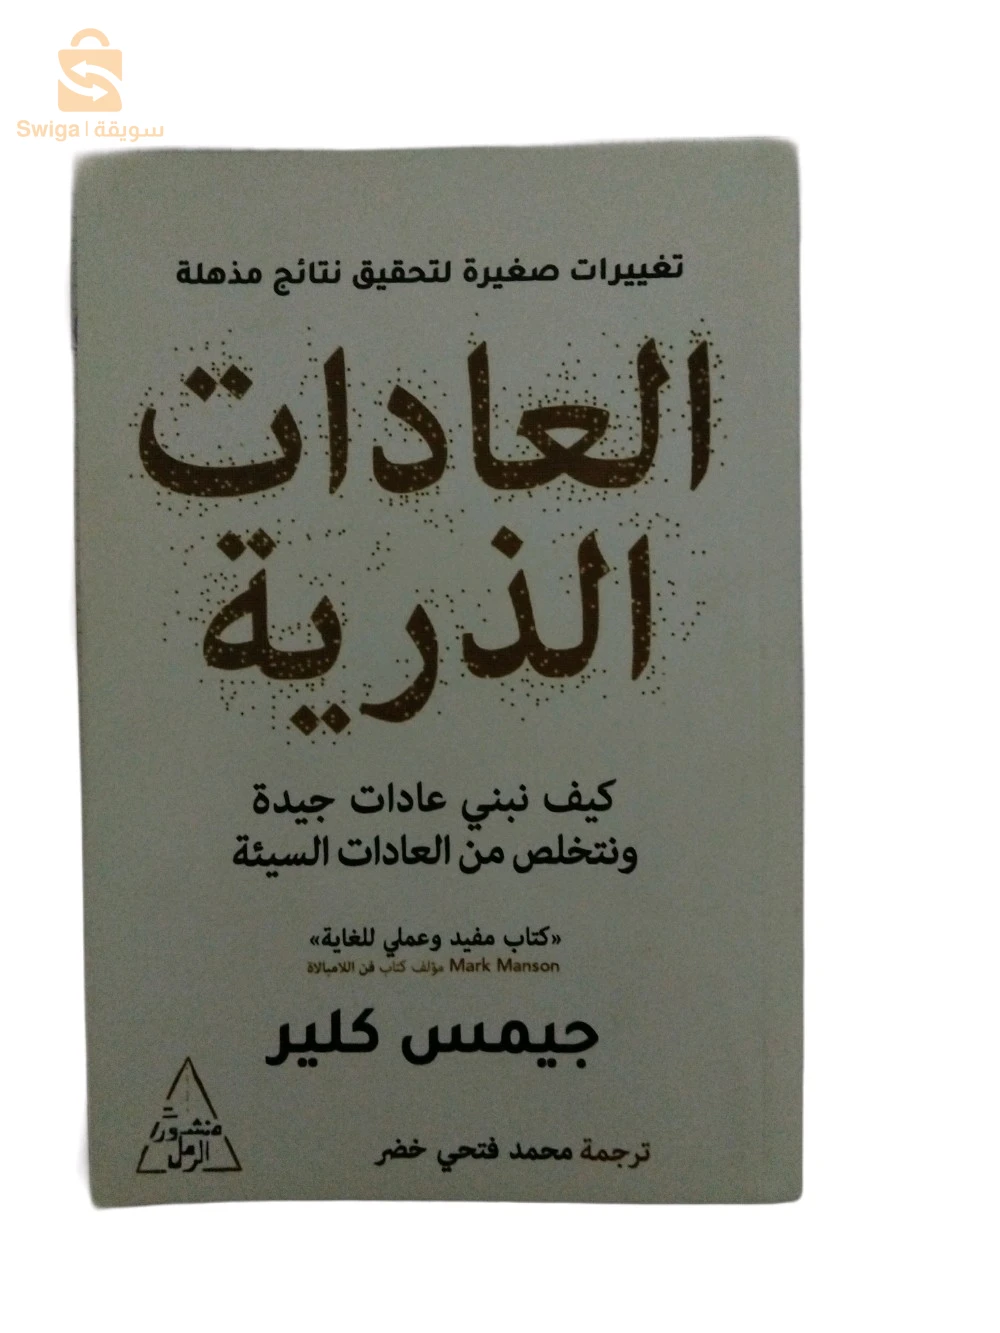 Swiga | سويقة
تغييرات صغيرة لتحقيق نتائج مذهلة
العادات
الذرية
كيف نبني عادات جيدة
ونتخلص من العادات السيئة
«كتاب مفيد وعملي للغاية»
Mark Manson مؤلف كتاب فن اللامبالاة
جيمس كلير
منشورات
الرمل
ترجمة محمد فتحي خضر